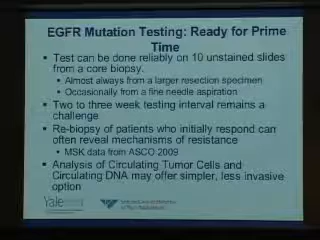 EGFR Mutation Testing: Ready for Prime
Time
▪ Test can be done reliably on 10 unstained slides
from a core biopsy.
▪ Almost always from a larger resection specimen
▪ Occasionally from a fine needle aspiration
▪ Two to three week testing interval remains a
challenge
▪ Re-biopsy of patients who initially respond can
often reveal mechanisms of resistance
▪ MSK data from ASCO 2009
▪ Analysis of Circulating Tumor Cells and
Circulating DNA may offer simpler, less invasive
option
Yale